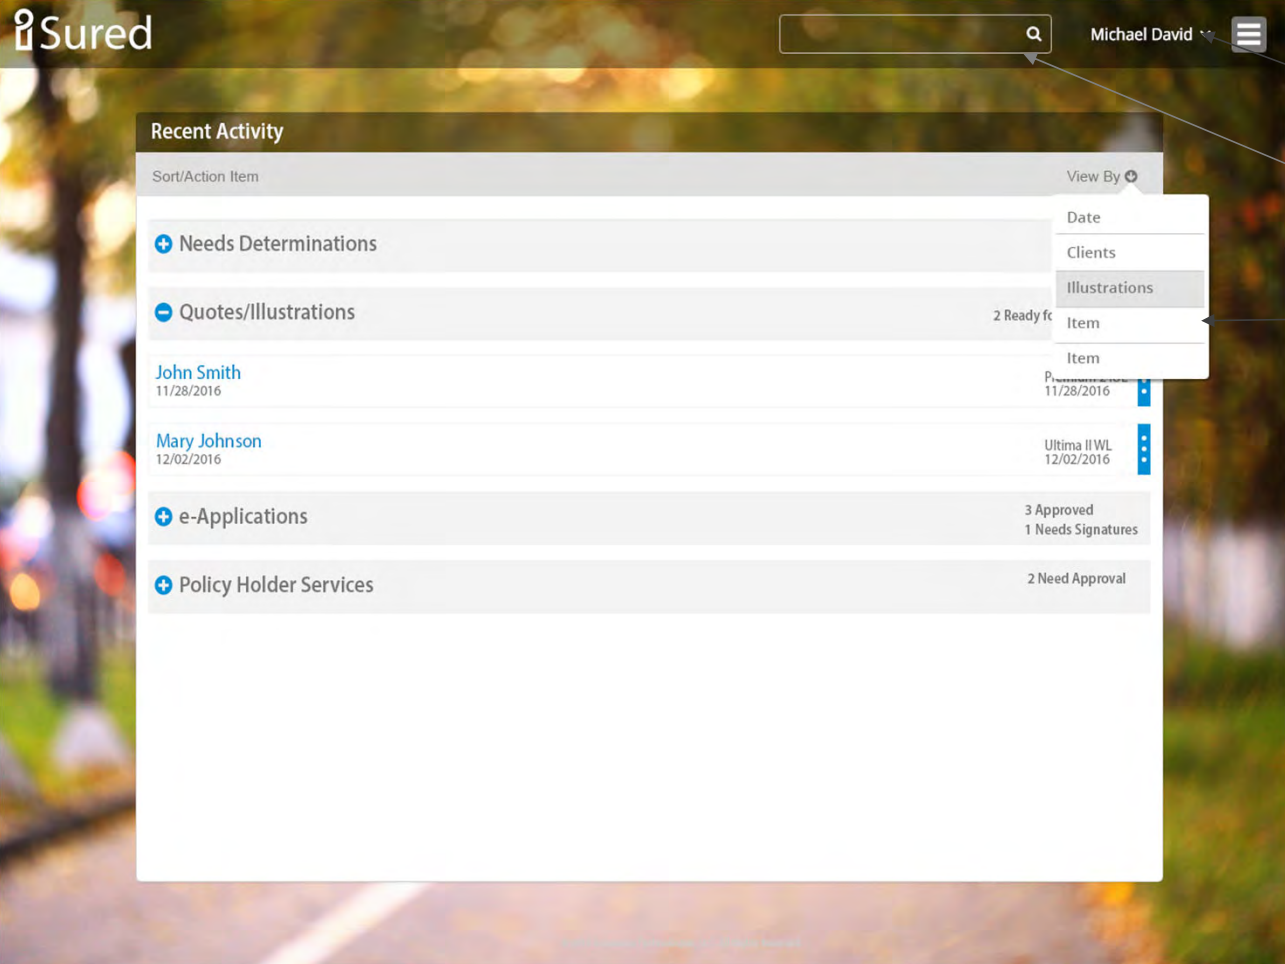 iSured
Michael David
Recent Activity
Sort/Action Item
View By
Date
Clients
Illustrations
Item
Item
Needs Determinations
Quotes/Illustrations
2 Ready
John Smith
11/28/2016
11/28/2016
Mary Johnson
12/02/2016
Ultima II WL
12/02/2016
e-Applications
3 Approved
1 Needs Signatures
Policy Holder Services
2 Need Approval